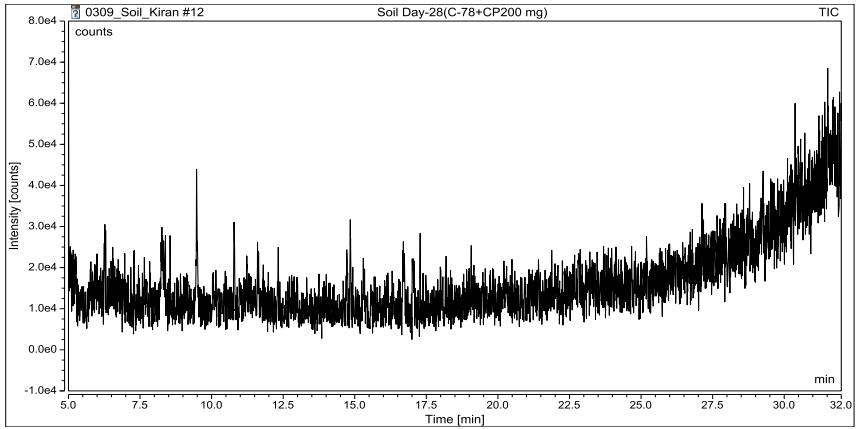 0309_Soil_Kiran #12 Soil Day-28(C-78+CP200 mg) TIC
counts
8.0e4
7.0e4
6.0e4
5.0e4
4.0e4
3.0e4
2.0e4
1.0e4
0.0e0
-1.0e4
Intensity [counts]
min
5.0 7.5 10.0 12.5 15.0 17.5 20.0 22.5 25.0 27.5 30.0 32.0
Time [min]